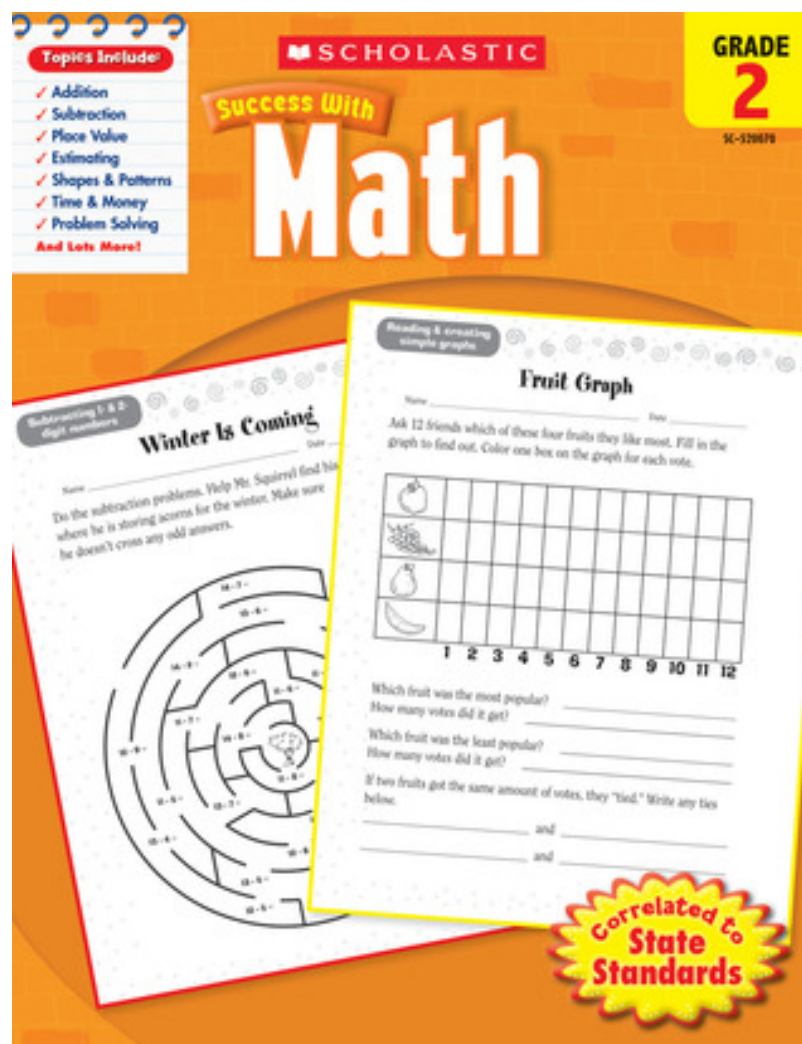 Topics Include:
✓ Addition
✓ Subtraction
✓ Place Value
✓ Estimating
✓ Shapes & Patterns
✓ Time & Money
✓ Problem Solving
And Lots More!
SCHOLASTIC
Success With
Math
GRADE
2
Subtracting 1- & 2-
digit numbers
Winter Is Coming
Name
Date
Do the subtraction problems. Help Mr. Squirrel find his
where he is storing acorns for the winter. Make sure
he doesn't cross any odd answers.
Reading & creating
simple graphs
Fruit Graph
Name
Date
Ask 12 friends which of these four fruits they like most. Fill in the
graph to find out. Color one box on the graph for each vote.
1 2 3 4 5 6 7 8 9 10 11 12
Which fruit was the most popular?
How many votes did it get?
Which fruit was the least popular?
How many votes did it get?
If two fruits got the same amount of votes, they "tied." Write any ties
below.
and
and
Correlated to
State
Standards